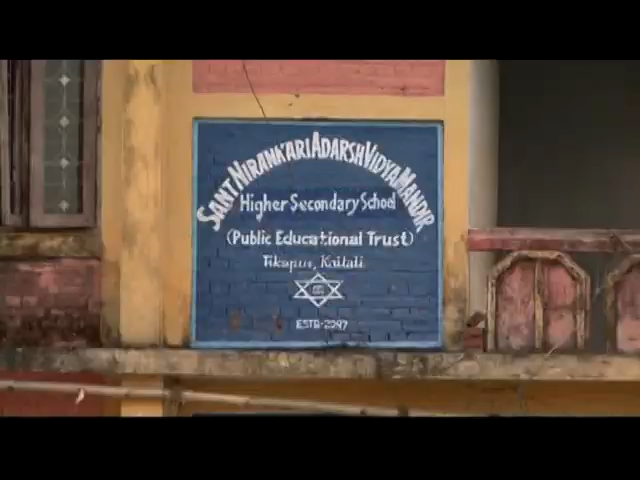 SANT NIRANKARI ADARSH VIDYA MANDIR
Higher Secondary School
(Public Educational Trust)
Tikapur, Kailali
ESTD-2047